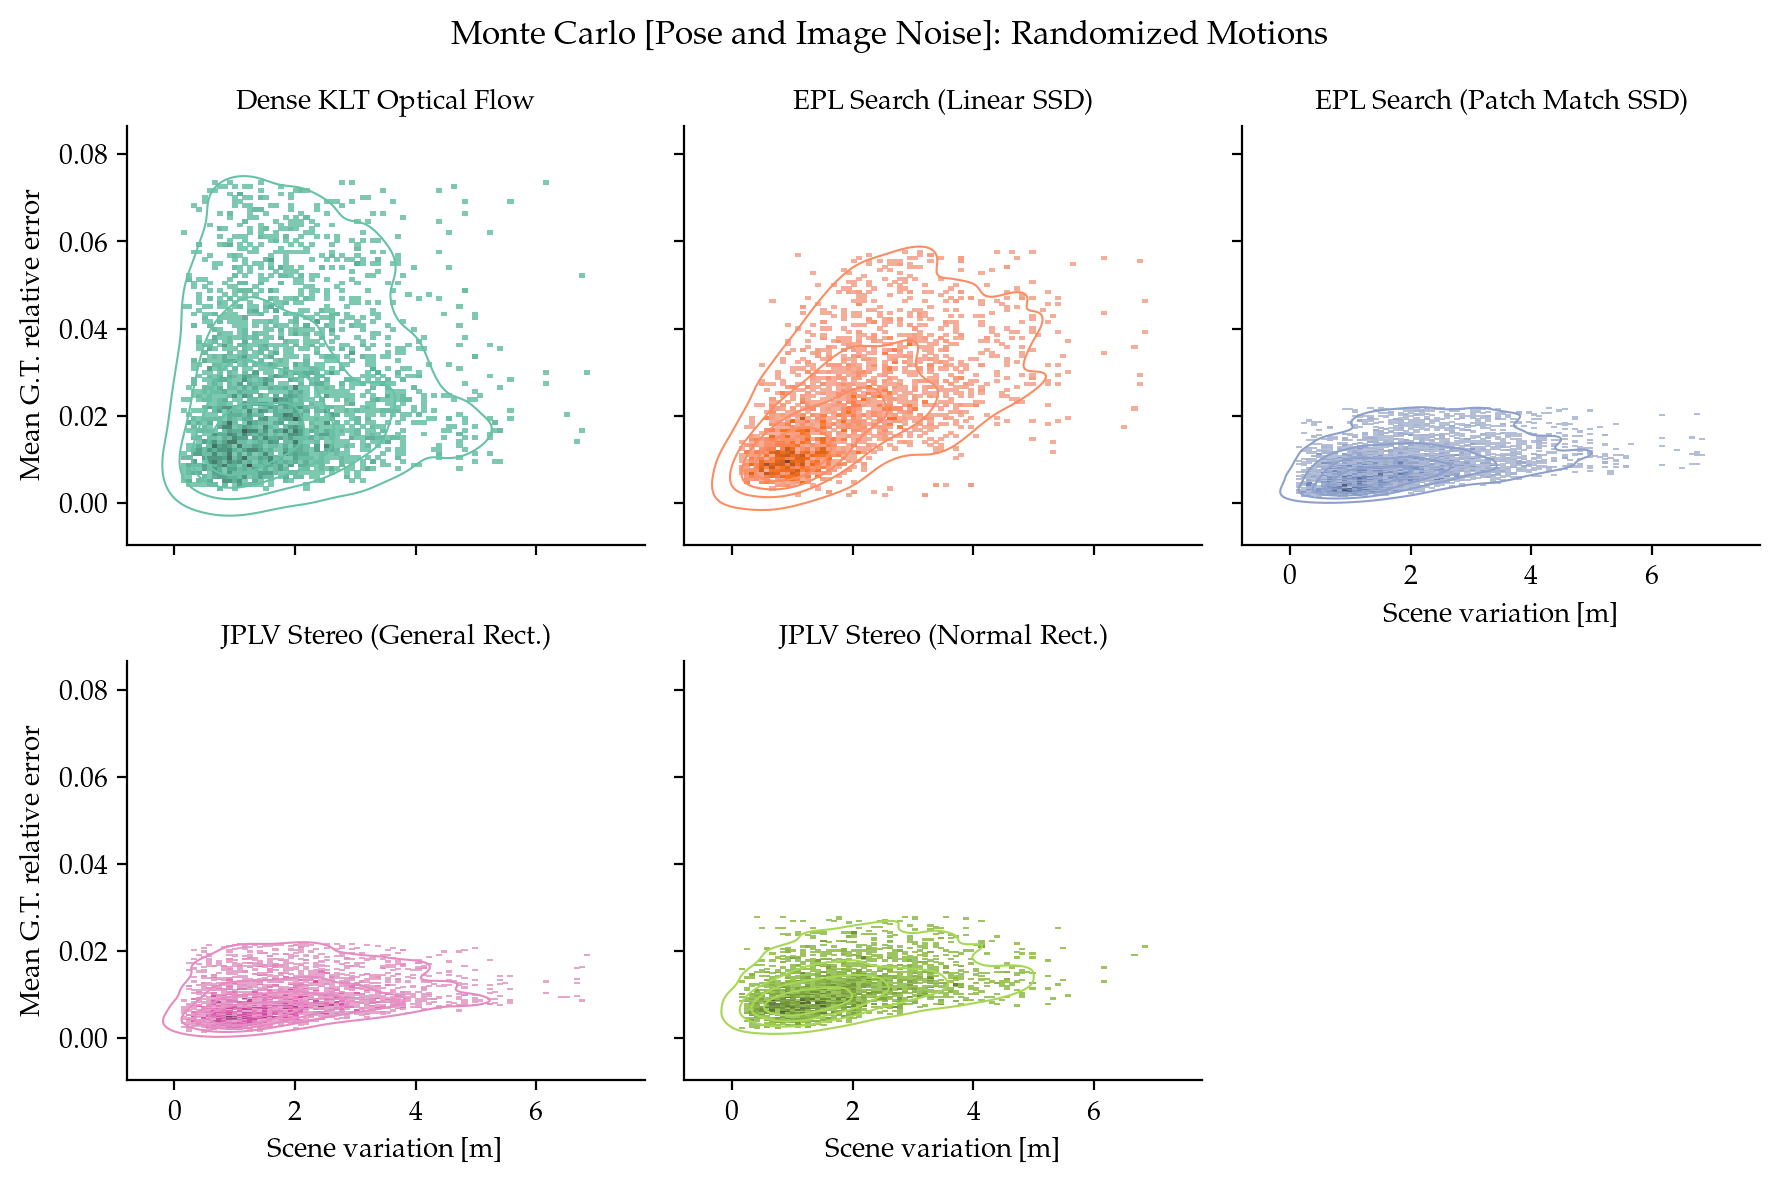 Monte Carlo [Pose and Image Noise]: Randomized Motions
Dense KLT Optical Flow
EPL Search (Linear SSD)
EPL Search (Patch Match SSD)
Mean G.T. relative error
0.08
0.06
0.04
0.02
0.00
0 2 4 6
Scene variation [m]
JPLV Stereo (General Rect.)
JPLV Stereo (Normal Rect.)
Mean G.T. relative error
0.08
0.06
0.04
0.02
0.00
0 2 4 6
Scene variation [m]
0 2 4 6
Scene variation [m]